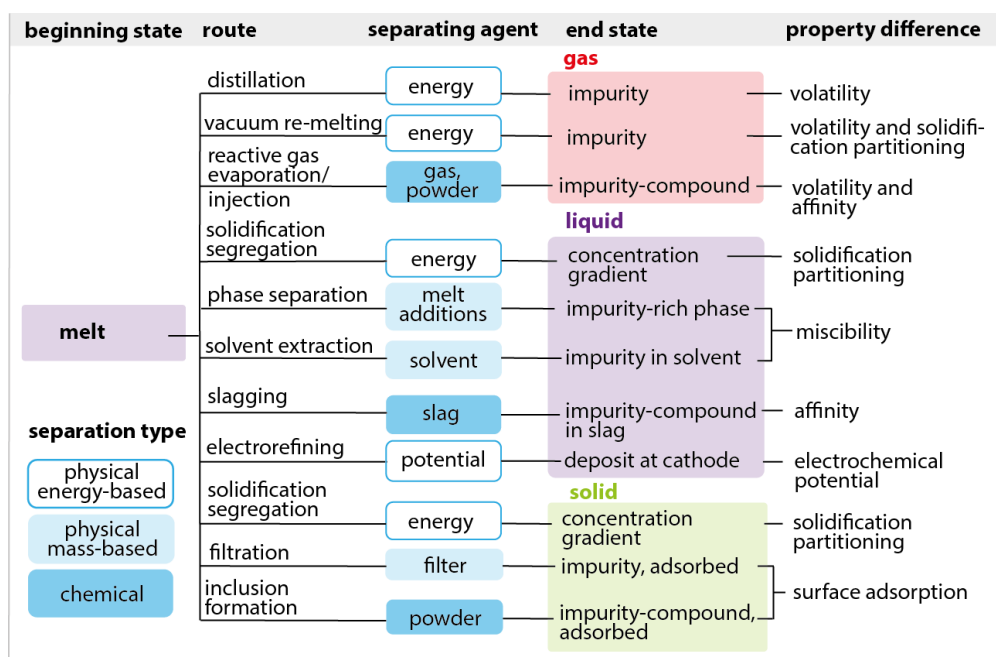 beginning state route separating agent end state property difference
gas
distillation energy impurity volatility
vacuum re-melting energy impurity volatility and solidifi-
cation partitioning
reactive gas
evaporation/
injection
gas,
powder
impurity-compound
volatility and
affinity
liquid
solidification
segregation
energy
concentration
gradient
solidification
partitioning
phase separation
melt
additions
impurity-rich phase
miscibility
melt
solvent extraction
solvent
impurity in solvent
slagging
slag
impurity-compound
in slag
affinity
separation type
electrorefining
potential
deposit at cathode
electrochemical
potential
physical
energy-based
solid
solidification
segregation
energy
concentration
gradient
solidification
partitioning
physical
mass-based
filtration
filter
impurity, adsorbed
surface adsorption
chemical
inclusion
formation
powder
impurity-compound,
adsorbed